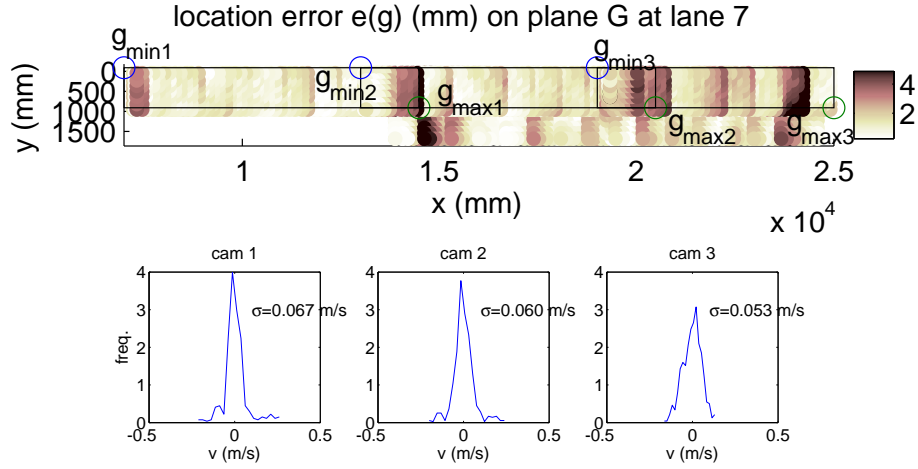 location error e(g) (mm) on plane G at lane 7
g min1
g min2
g min3
g max1
g max2
g max3
y (mm)
0
500
1000
1500
1 1.5 2 2.5
x (mm)
x 10^4
4
2
cam 1 cam 2 cam 3
freq.
4
3
2
1
0
σ=0.067 m/s
-0.5 0 0.5
v (m/s)
4
3
2
1
0
σ=0.060 m/s
-0.5 0 0.5
v (m/s)
4
3
2
1
0
σ=0.053 m/s
-0.5 0 0.5
v (m/s)